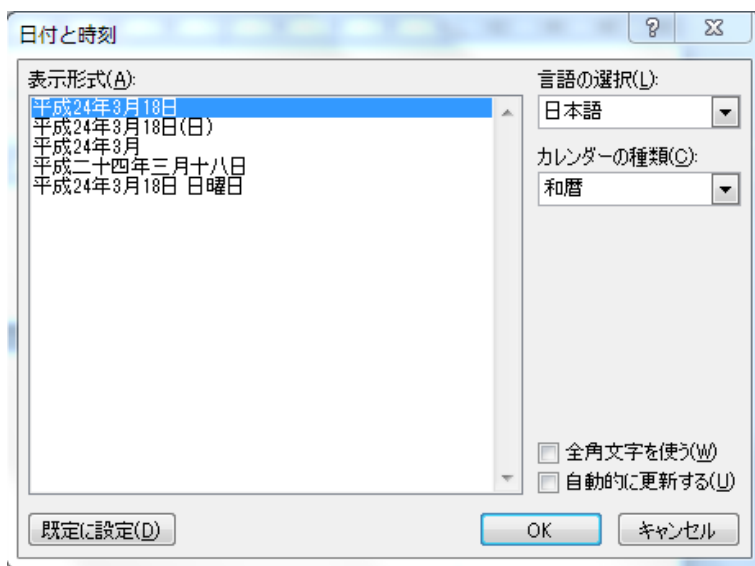 日付と時刻
表示形式(A):
平成24年3月18日
平成24年3月18日(日)
平成24年3月
平成二十四年三月十八日
平成24年3月18日 日曜日
言語の選択(L):
日本語
カレンダーの種類(C):
和暦
全角文字を使う(W)
自動的に更新する(U)
既定に設定(D)
OK
キャンセル